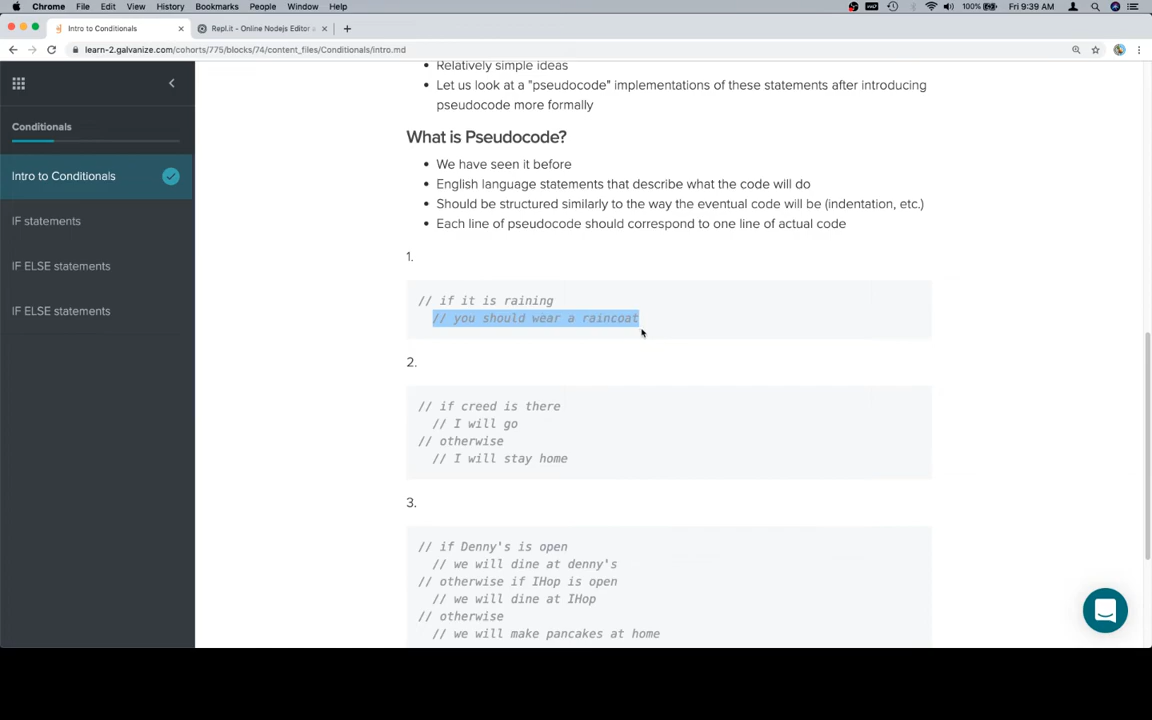 Chrome File Edit View History Bookmarks People Window Help
100% Fri 9:39 AM
Intro to Conditionals
Repl.it - Online Nodejs Editor
learn-2.galvanize.com/cohorts/775/blocks/74/content_files/Conditionals/intro.md
Conditionals
Intro to Conditionals
IF statements
IF ELSE statements
IF ELSE statements
• Relatively simple ideas
• Let us look at a "pseudocode" implementations of these statements after introducing
pseudocode more formally
What is Pseudocode?
• We have seen it before
• English language statements that describe what the code will do
• Should be structured similarly to the way the eventual code will be (indentation, etc.)
• Each line of pseudocode should correspond to one line of actual code
1.
// if it is raining
// you should wear a raincoat
2.
// if creed is there
// I will go
// otherwise
// I will stay home
3.
// if Denny's is open
// we will dine at denny's
// otherwise if IHop is open
// we will dine at IHop
// otherwise
// we will make pancakes at home